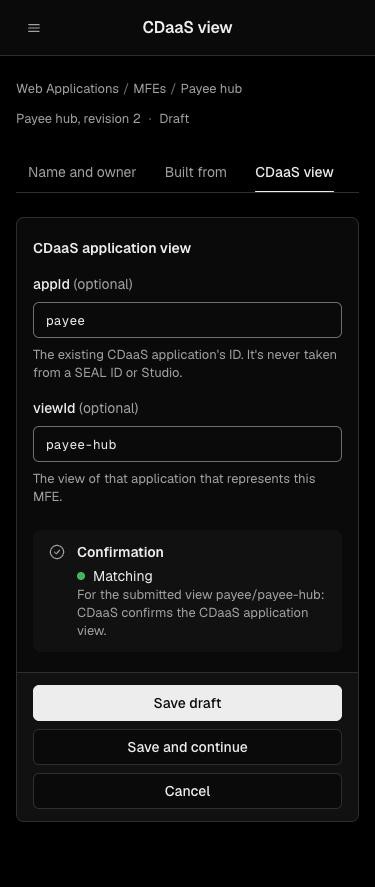 CDaaS view
Web Applications / MFEs / Payee hub
Payee hub, revision 2 · Draft
Name and owner Built from CDaaS view
CDaaS application view
appId (optional)
payee
The existing CDaaS application's ID. It's never taken
from a SEAL ID or Studio.
viewId (optional)
payee-hub
The view of that application that represents this
MFE.
Confirmation
Matching
For the submitted view payee/payee-hub:
CDaaS confirms the CDaaS application
view.
Save draft
Save and continue
Cancel